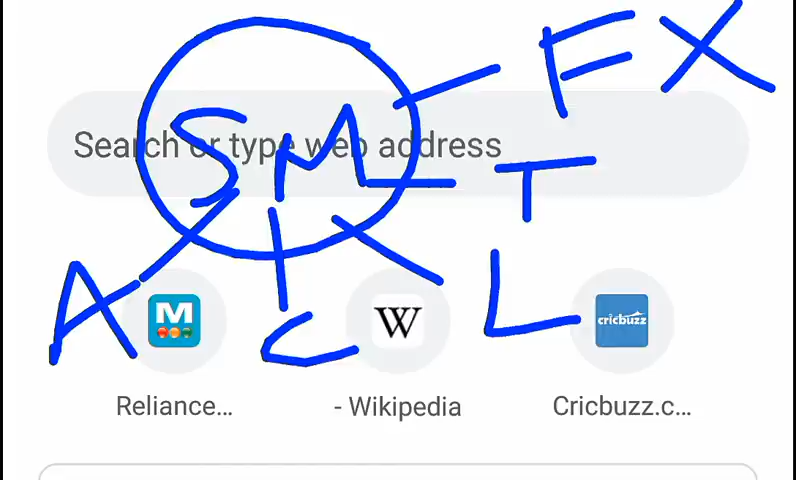 FX
SM
Search or type web address
T
A
C
L
M
W
cricbuzz
Reliance...
- Wikipedia
Cricbuzz.c...